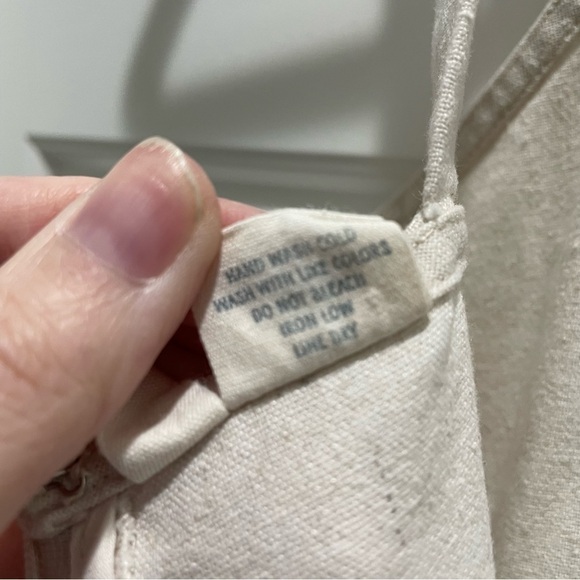 HAND WASH COLD
WASH WITH LIKE COLORS
DO NOT BLEACH
IRON LOW
LINE DRY